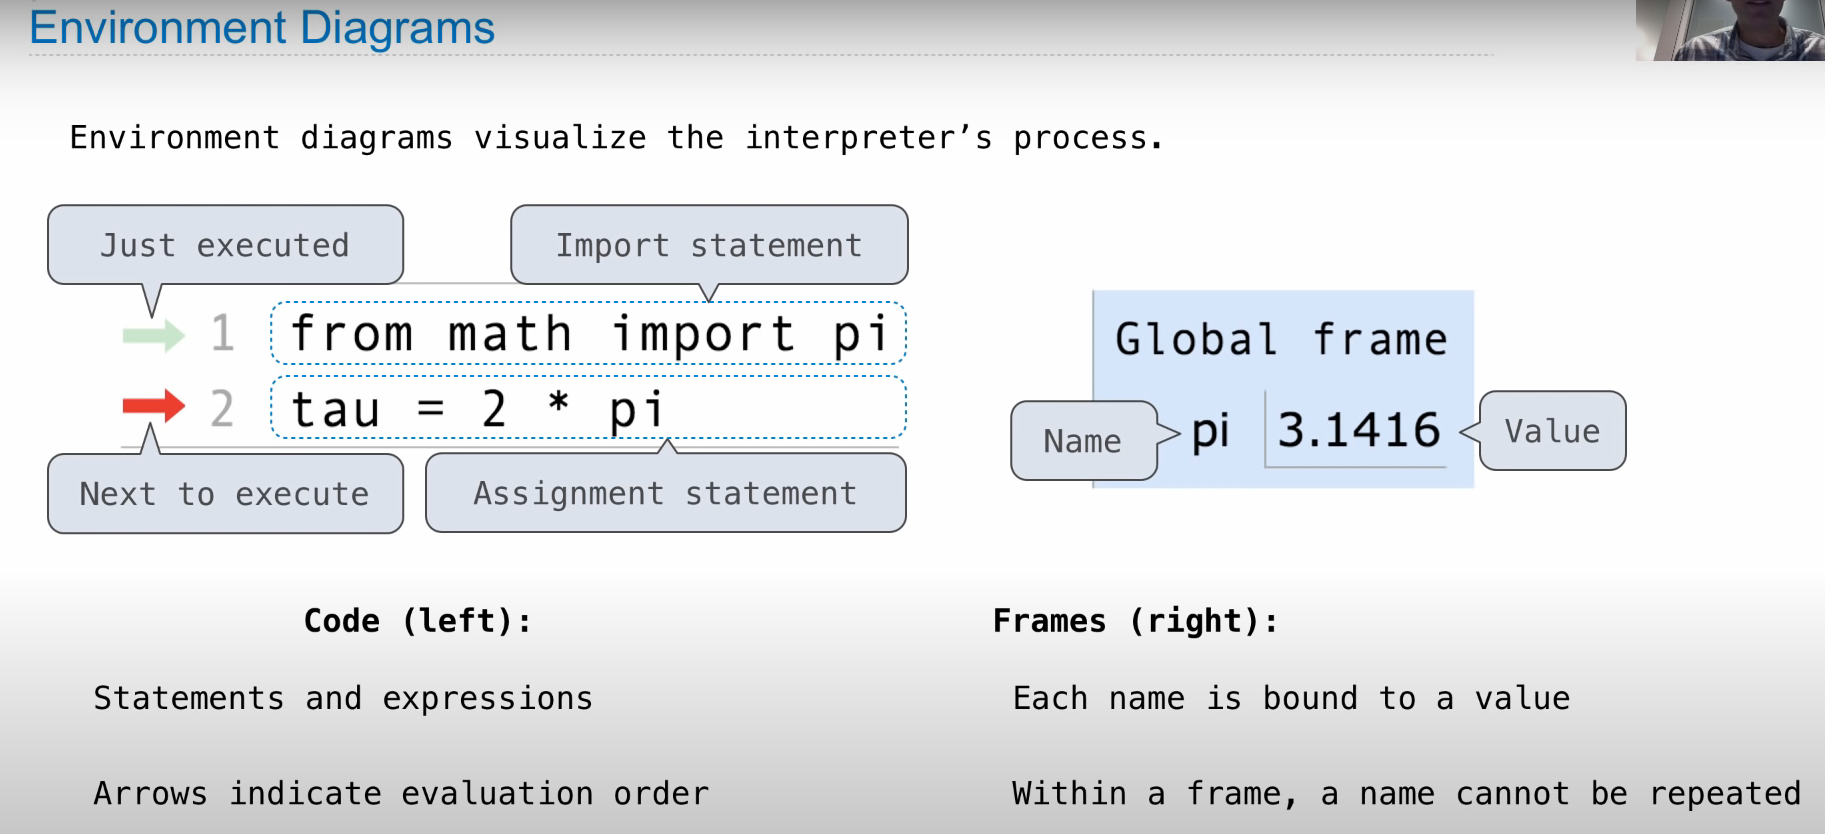 Environment Diagrams
Environment diagrams visualize the interpreter’s process.
Just executed
Import statement
1 from math import pi
2 tau = 2 * pi
Next to execute
Assignment statement
Global frame
Name
pi 3.1416
Value
Code (left):
Statements and expressions
Arrows indicate evaluation order
Frames (right):
Each name is bound to a value
Within a frame, a name cannot be repeated